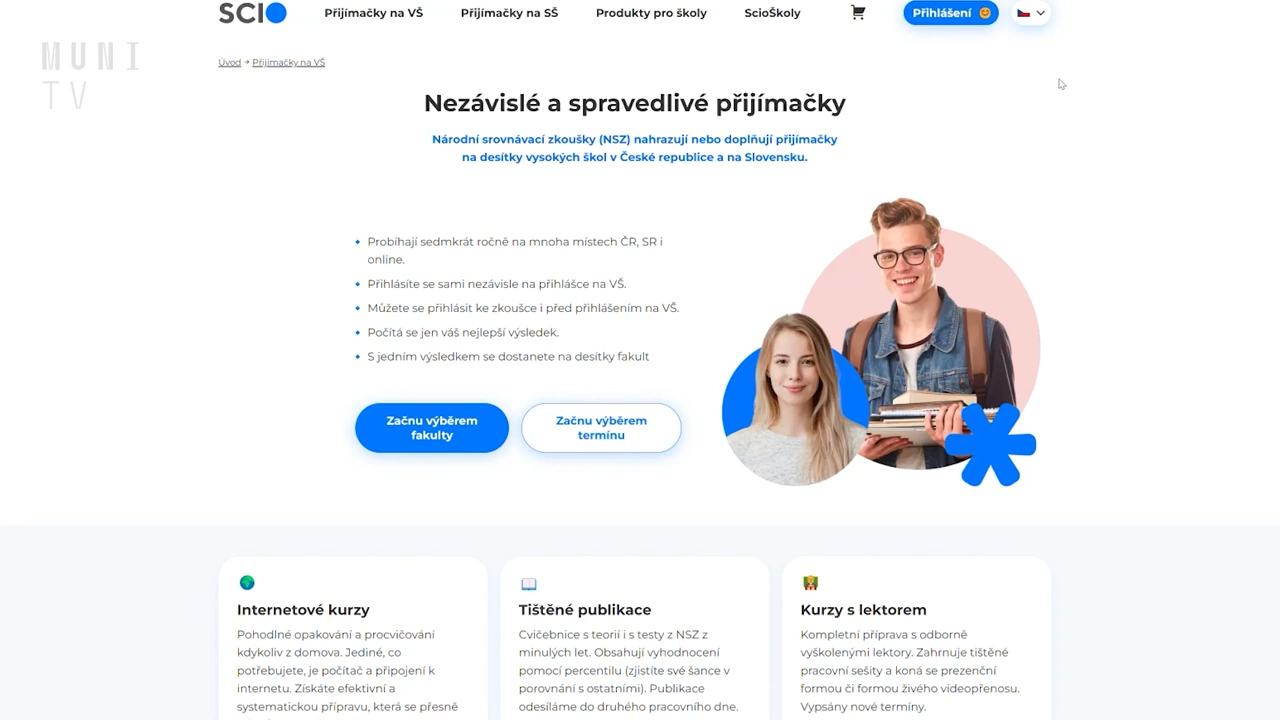 SCIO
Přijímačky na VŠ
Přijímačky na SŠ
Produkty pro školy
ScioŠkoly
Přihlášení
MUNI
TV
Úvod → Přijímačky na VŠ
Nezávislé a spravedlivé přijímačky
Národní srovnávací zkoušky (NSZ) nahrazují nebo doplňují přijímačky
na desítky vysokých škol v České republice a na Slovensku.
Probíhají sedmkrát ročně na mnoha místech ČR, SR i
online.
Přihlásíte se sami nezávisle na přihlášce na VŠ.
Můžete se přihlásit ke zkoušce i před přihlášením na VŠ.
Počítá se jen váš nejlepší výsledek.
S jedním výsledkem se dostanete na desítky fakult
Začnu výběrem
fakulty
Začnu výběrem
termínu
Internetové kurzy
Pohodlné opakování a procvičování
kdykoliv z domova. Jediné, co
potřebujete, je počítač a připojení k
internetu. Získáte efektivní a
systematickou přípravu, která se přesně
Tištěné publikace
Cvičebnice s teorií i s testy z NSZ z
minulých let. Obsahují vyhodnocení
pomocí percentilu (zjistíte své šance v
porovnání s ostatními). Publikace
odesíláme do druhého pracovního dne.
Kurzy s lektorem
Kompletní příprava s odborně
vyškolenými lektory. Zahrnuje tištěné
pracovní sešity a koná se prezenční
formou či formou živého videopřenosu.
Vypsány nové termíny.